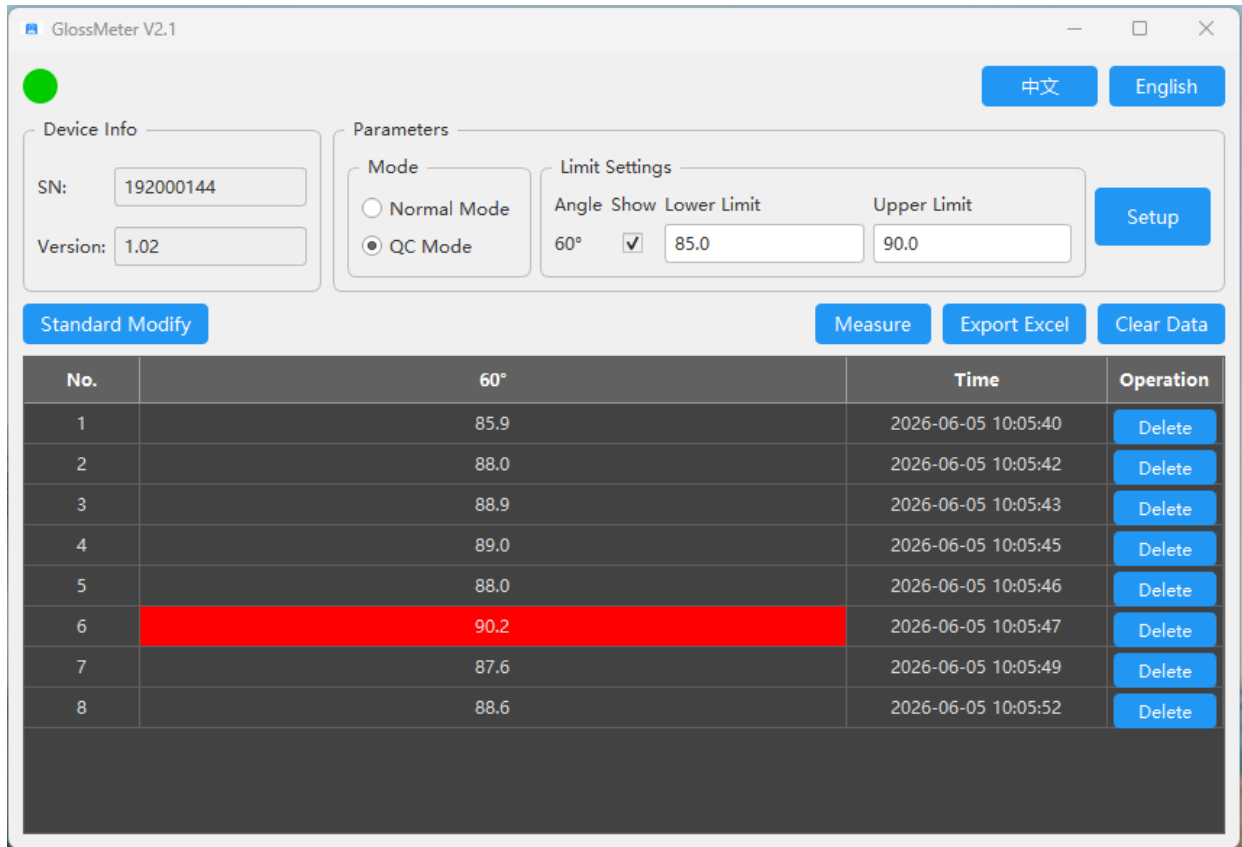 GlossMeter V2.1
中文 English
Device Info
SN: 192000144
Version: 1.02
Parameters
Mode
Normal Mode
QC Mode
Limit Settings
Angle Show Lower Limit Upper Limit
60° 85.0 90.0
Setup
Standard Modify Measure Export Excel Clear Data
No. 60° Time Operation
1 85.9 2026-06-05 10:05:40 Delete
2 88.0 2026-06-05 10:05:42 Delete
3 88.9 2026-06-05 10:05:43 Delete
4 89.0 2026-06-05 10:05:45 Delete
5 88.0 2026-06-05 10:05:46 Delete
6 90.2 2026-06-05 10:05:47 Delete
7 87.6 2026-06-05 10:05:49 Delete
8 88.6 2026-06-05 10:05:52 Delete